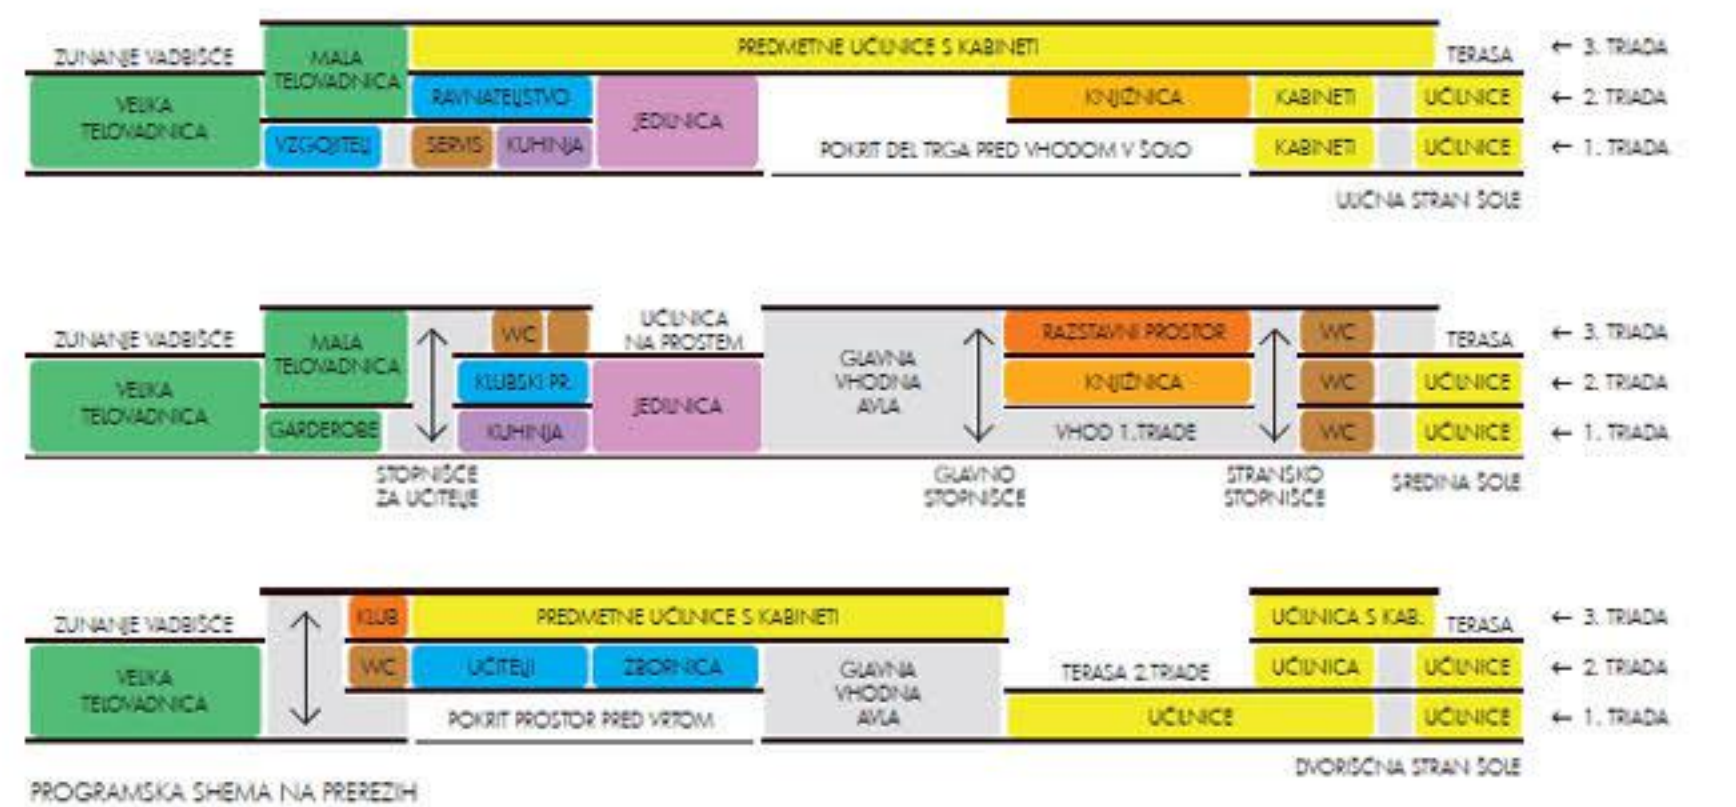 PREDMETNE UČILNICE S KABINETI
ZUNANJE VADBIŠČE
MALA
TELOVADNICA
TERASA
← 3. TRIADA
VELIKA
TELOVADNICA
RAVNATELJSTVO
JEDILNICA
KNJIŽNICA
KABINETI
UČILNICE
← 2. TRIADA
VZGOJITELJI
SERVIS
KUHINJA
POKRIT DEL TRGA PRED VHODOM V ŠOLO
KABINETI
UČILNICE
← 1. TRIADA
ULIČNA STRAN ŠOLE
ZUNANJE VADBIŠČE
MALA
TELOVADNICA
WC
UČILNICA
NA PROSTEM
GLAVNA
VHODNA
AVLA
RAZSTAVNI PROSTOR
WC
TERASA
← 3. TRIADA
VELIKA
TELOVADNICA
KLUBSKI PR.
JEDILNICA
KNJIŽNICA
WC
UČILNICE
← 2. TRIADA
GARDEROBE
KUHINJA
VHOD 1.TRIADE
WC
UČILNICE
← 1. TRIADA
STOPNIŠČE
ZA UČITELJE
GLAVNO
STOPNIŠČE
STRANSKO
STOPNIŠČE
SREDINA ŠOLE
ZUNANJE VADBIŠČE
KLUB
PREDMETNE UČILNICE S KABINETI
UČILNICA S KAB.
TERASA
← 3. TRIADA
VELIKA
TELOVADNICA
WC
UČITELJI
ZBORNICA
GLAVNA
VHODNA
AVLA
TERASA 2.TRIADE
UČILNICA
UČILNICE
← 2. TRIADA
POKRIT PROSTOR PRED VRTOM
UČILNICE
UČILNICE
← 1. TRIADA
DVORIŠČNA STRAN ŠOLE
PROGRAMSKA SHEMA NA PREREZIH